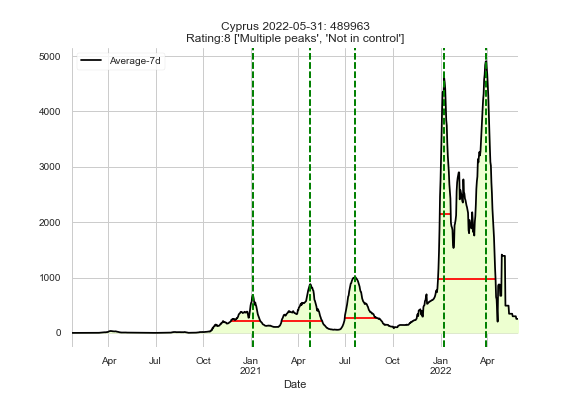 Cyprus 2022-05-31: 489963
Rating:8 ['Multiple peaks', 'Not in control']
Average-7d
5000
4000
3000
2000
1000
0
Apr Jul Oct Jan Apr Jul Oct Jan Apr
2021 2022
Date